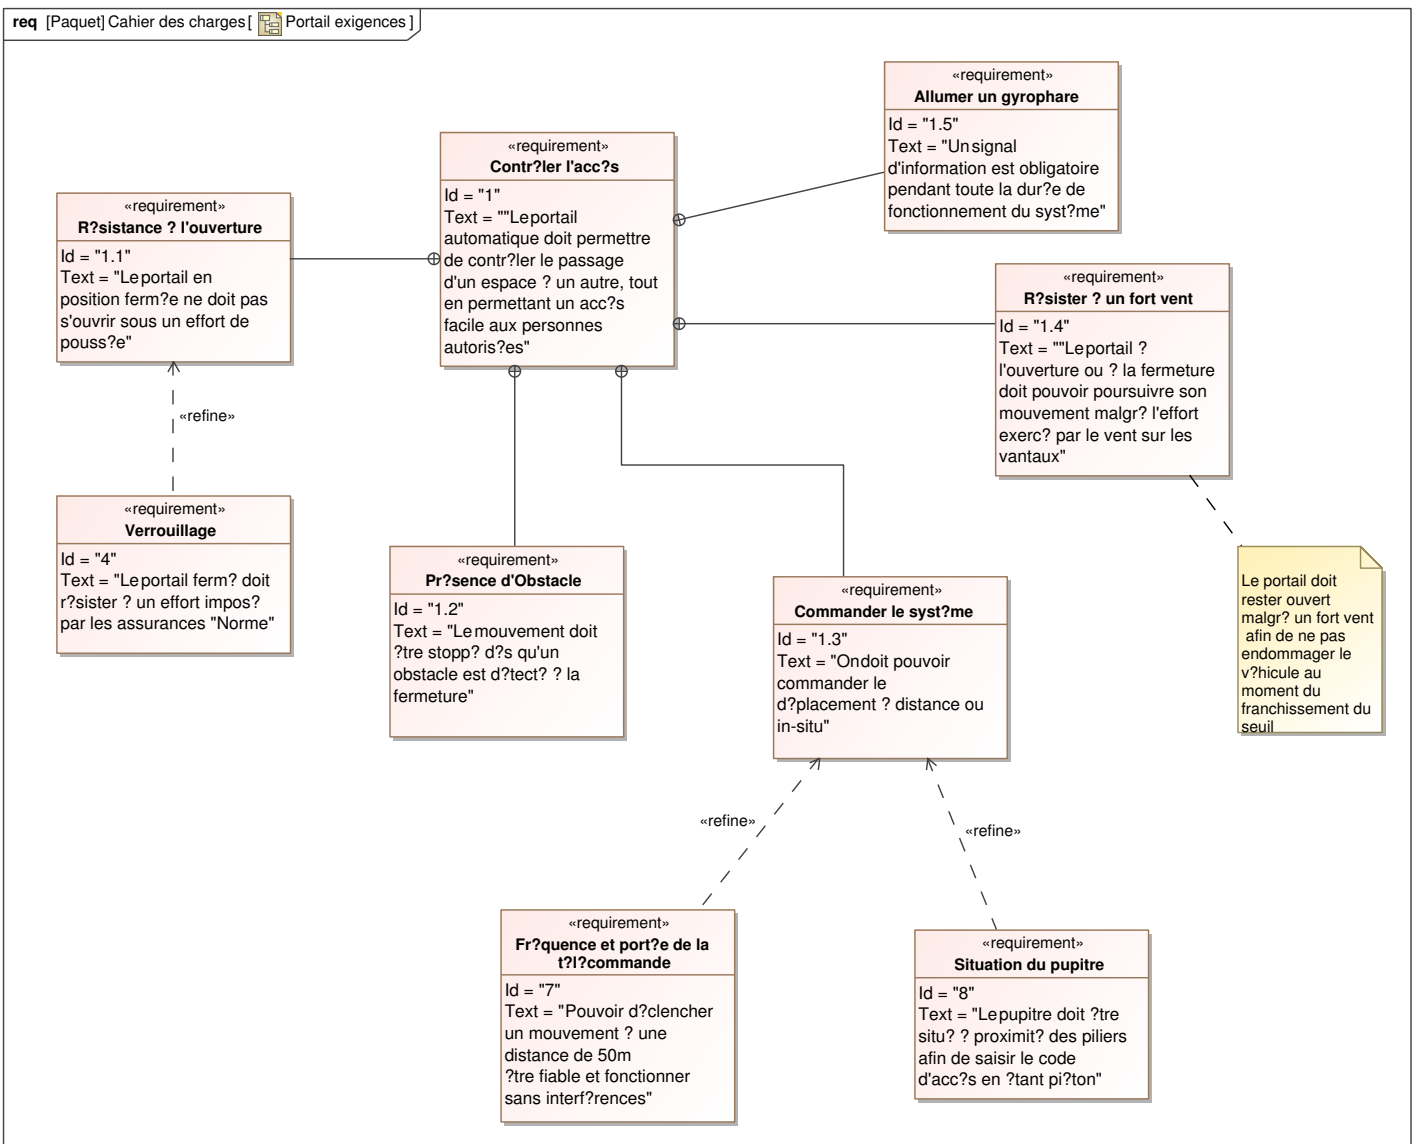 req [Paquet] Cahier des charges [ Portail exigences ]
«requirement»
Allumer un gyrophare
Id = "1.5"
Text = "Un signal
d'information est obligatoire
pendant toute la dur?e de
fonctionnement du syst?me"
«requirement»
Contr?ler l'acc?s
Id = "1"
Text = ""Le portail
automatique doit permettre
de contr?ler le passage
d'un espace ? un autre, tout
en permettant un acc?s
facile aux personnes
autoris?es"
«requirement»
R?sistance ? l'ouverture
Id = "1.1"
Text = "Le portail en
position ferm?e ne doit pas
s'ouvrir sous un effort de
pouss?e"
«requirement»
R?sister ? un fort vent
Id = "1.4"
Text = ""Le portail ?
l'ouverture ou ? la fermeture
doit pouvoir poursuivre son
mouvement malgr? l'effort
exerc? par le vent sur les
vantaux"
«refine»
«requirement»
Verrouillage
Id = "4"
Text = "Le portail ferm? doit
r?sister ? un effort impos?
par les assurances "Norme"
«requirement»
Pr?sence d'Obstacle
Id = "1.2"
Text = "Le mouvement doit
?tre stopp? d?s qu'un
obstacle est d?tect? ? la
fermeture"
«requirement»
Commander le syst?me
Id = "1.3"
Text = "On doit pouvoir
commander le
d?placement ? distance ou
in-situ"
Le portail doit
rester ouvert
malgr? un fort vent
afin de ne pas
endommager le
v?hicule au
moment du
franchissement du
seuil
«refine»
«refine»
«requirement»
Fr?quence et port?e de la
t?l?commande
Id = "7"
Text = "Pouvoir d?clencher
un mouvement ? une
distance de 50m
?tre fiable et fonctionner
sans interf?rences"
«requirement»
Situation du pupitre
Id = "8"
Text = "Le pupitre doit ?tre
situ? ? proximit? des piliers
afin de saisir le code
d'acc?s en ?tant pi?ton"